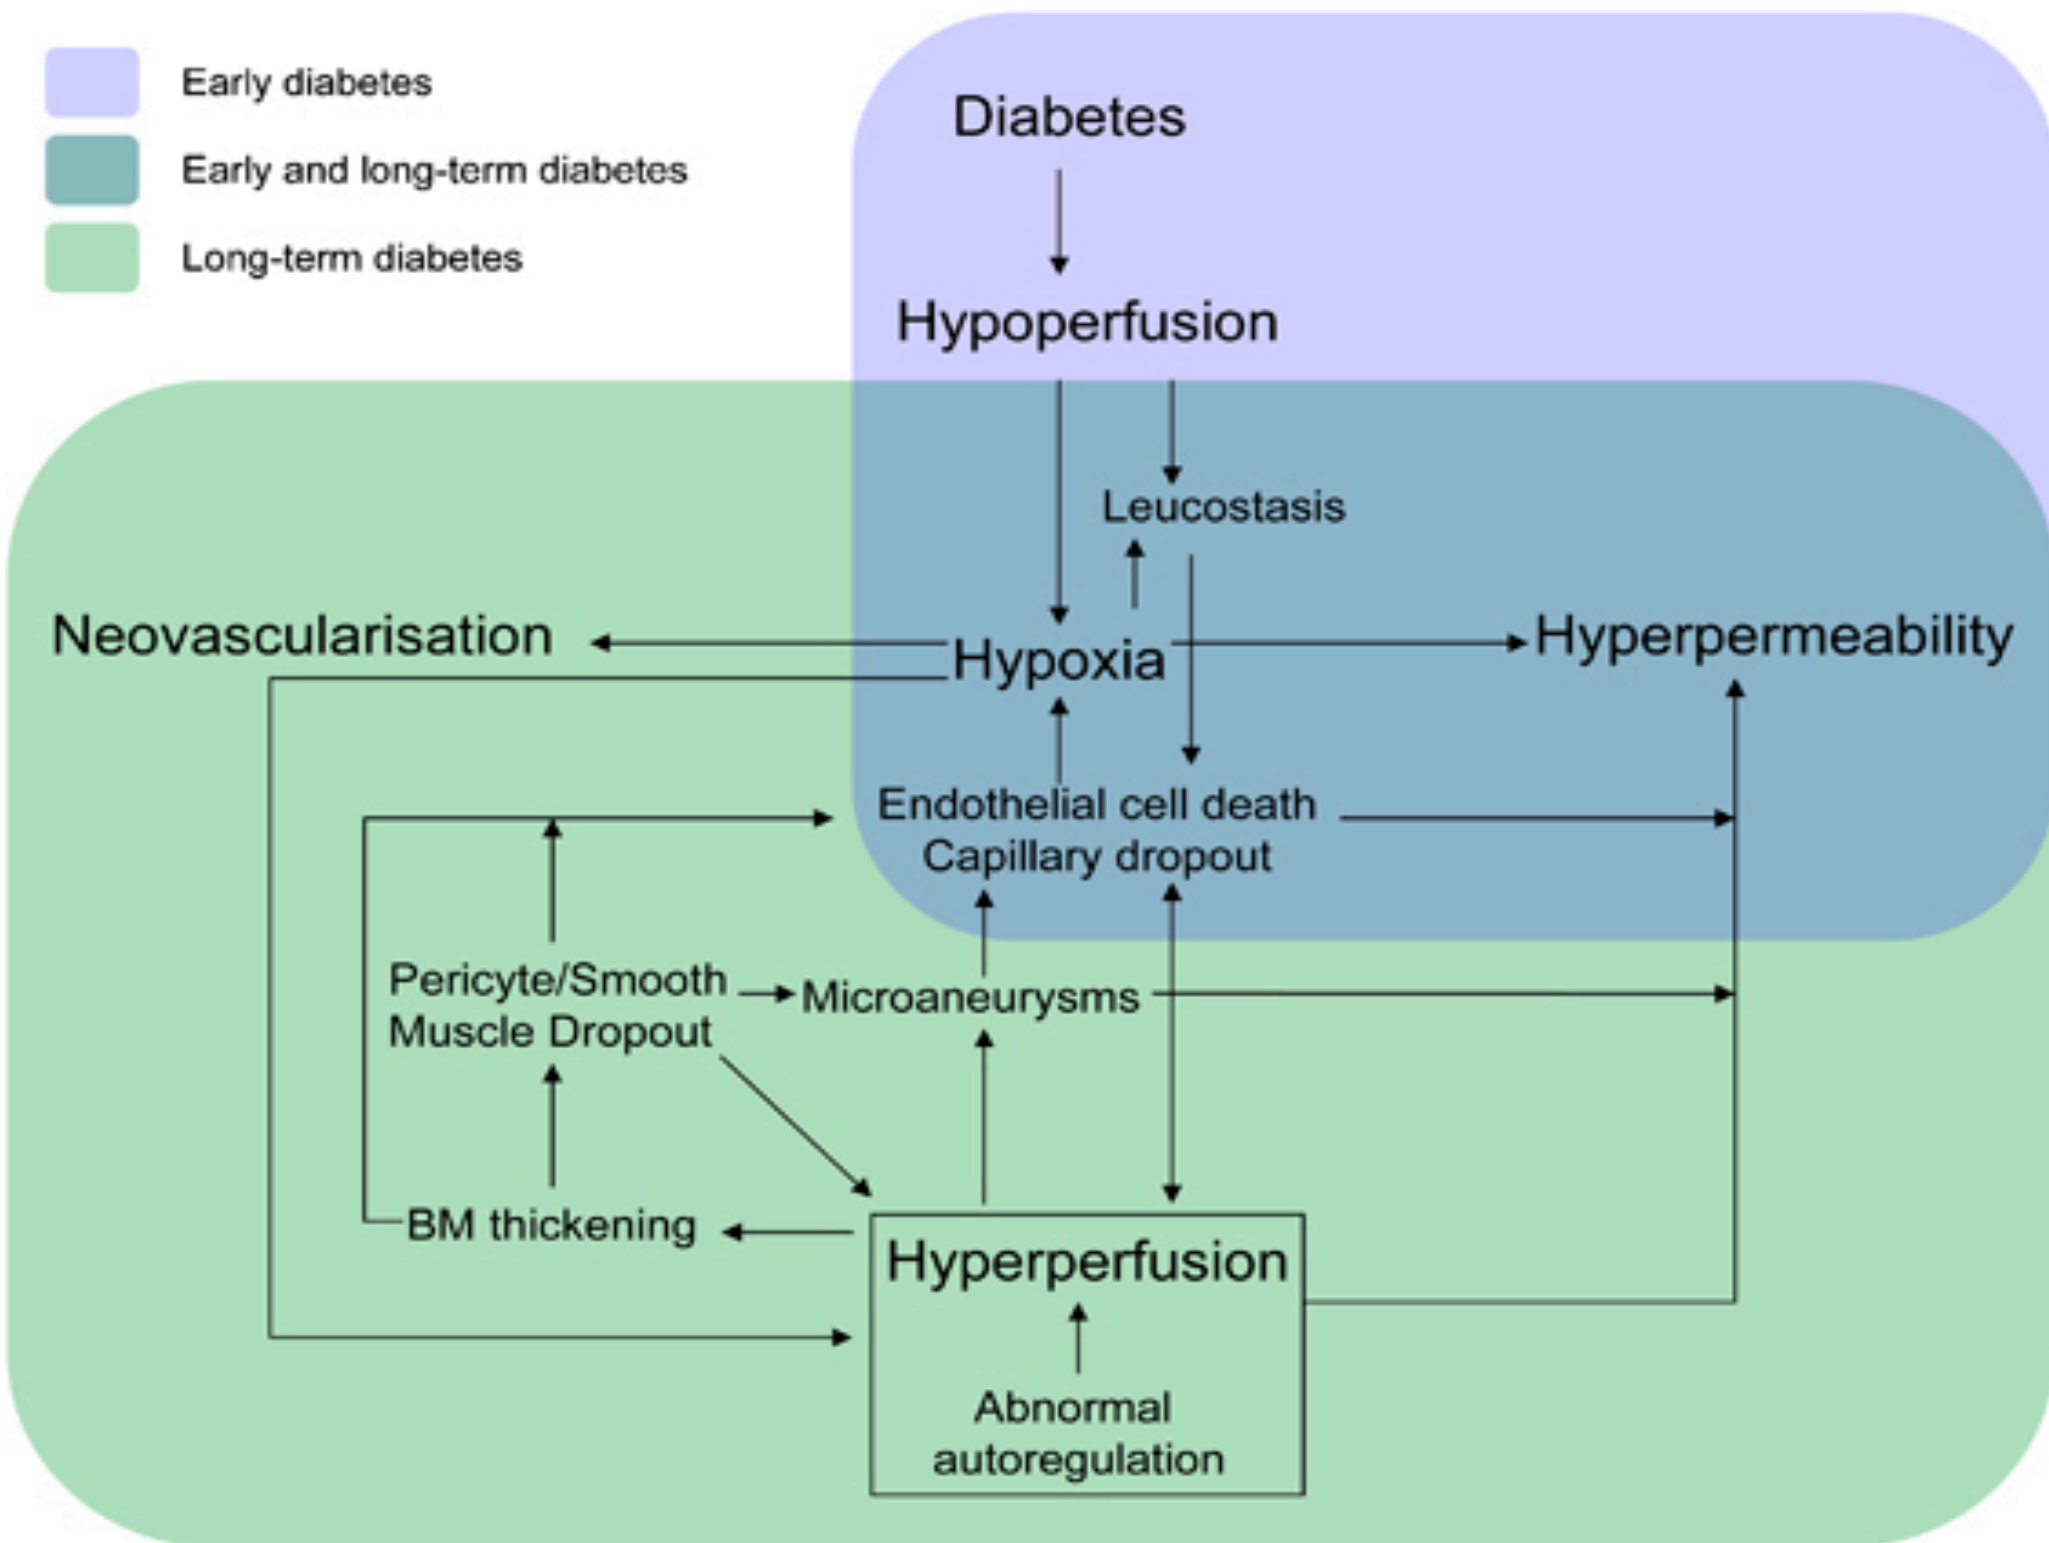 Early diabetes
Early and long-term diabetes
Long-term diabetes
Diabetes
Hypoperfusion
Leucostasis
Neovascularisation
Hypoxia
Hyperpermeability
Endothelial cell death
Capillary dropout
Pericyte/Smooth
Muscle Dropout
Microaneurysms
BM thickening
Hyperperfusion
Abnormal
autoregulation